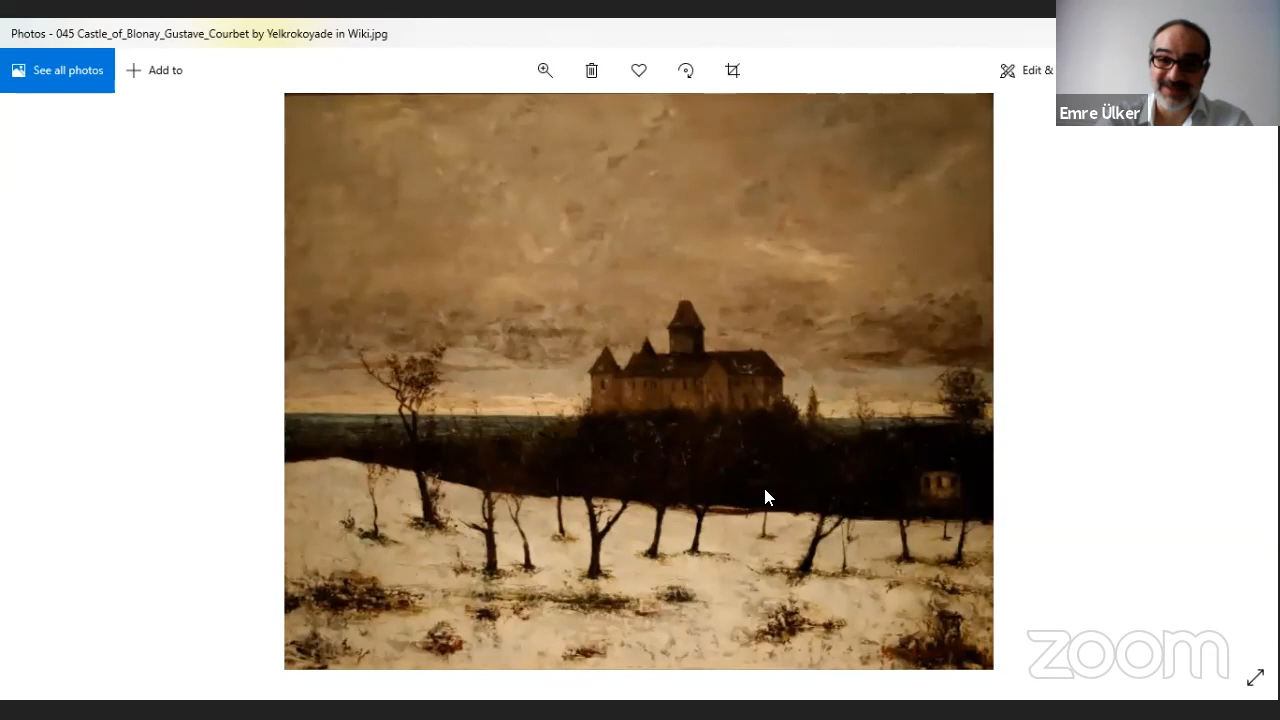 Photos - 045 Castle_of_Blonay_Gustave_Courbet by Yelkrokoyade in Wiki.jpg
See all photos
Add to
Edit &
Emre Ülker
zoom